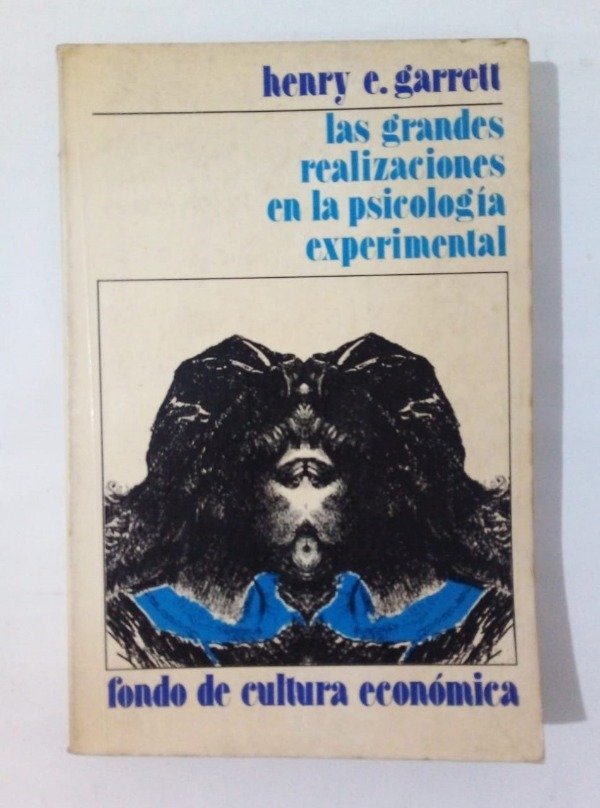 henry e. garrett
las grandes
realizaciones
en la psicología
experimental
fondo de cultura económica